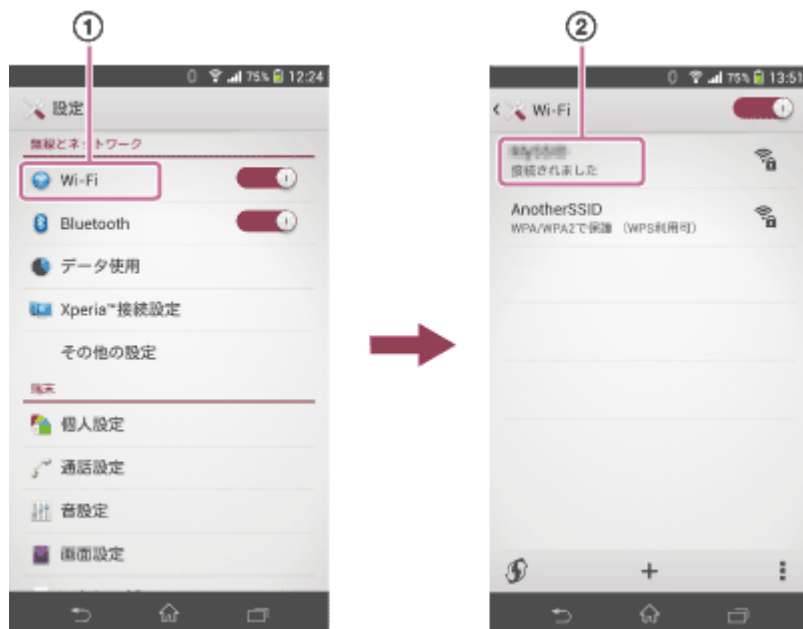 ①
75% 12:24
設定
無線とネットワーク
Wi-Fi
Bluetooth
データ使用
Xperia™接続設定
その他の設定
端末
個人設定
通話設定
音設定
画面設定
②
75% 13:51
Wi-Fi
接続されました
AnotherSSID
WPA/WPA2で保護 (WPS利用可)